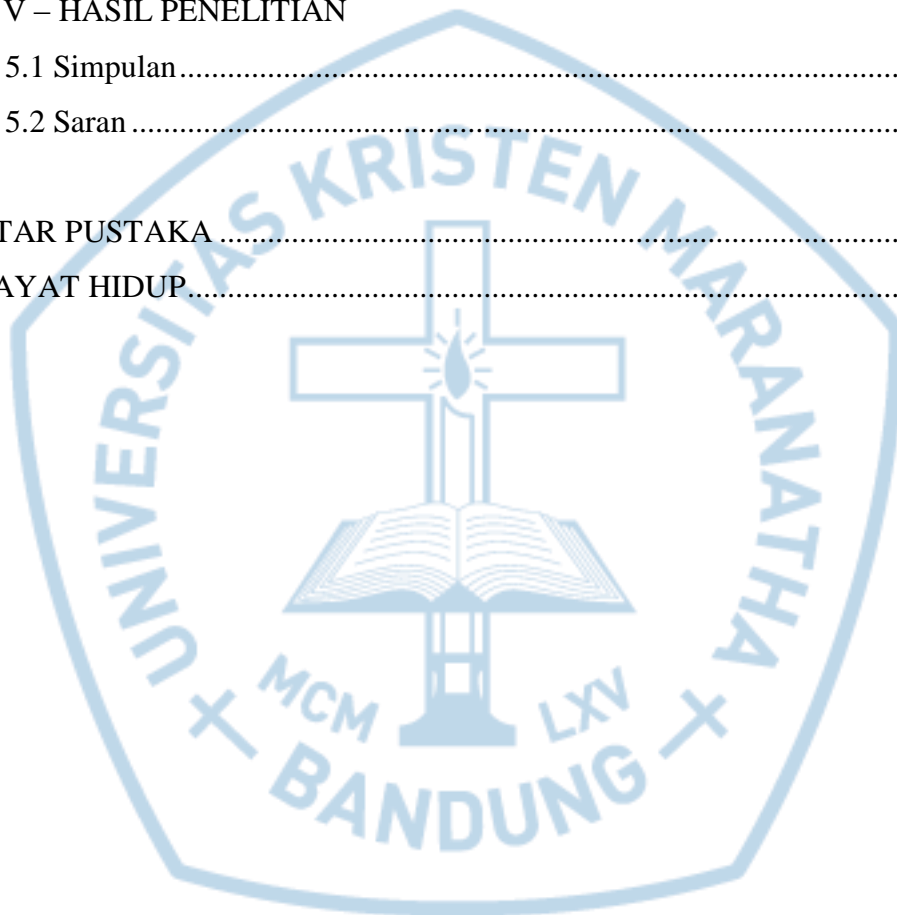 V – HASIL PENELITIAN
5.1 Simpulan
5.2 Saran
TAR PUSTAKA
AYAT HIDUP
UNIVERSITAS KRISTEN MARANATHA
MCM LXV
BANDUNG